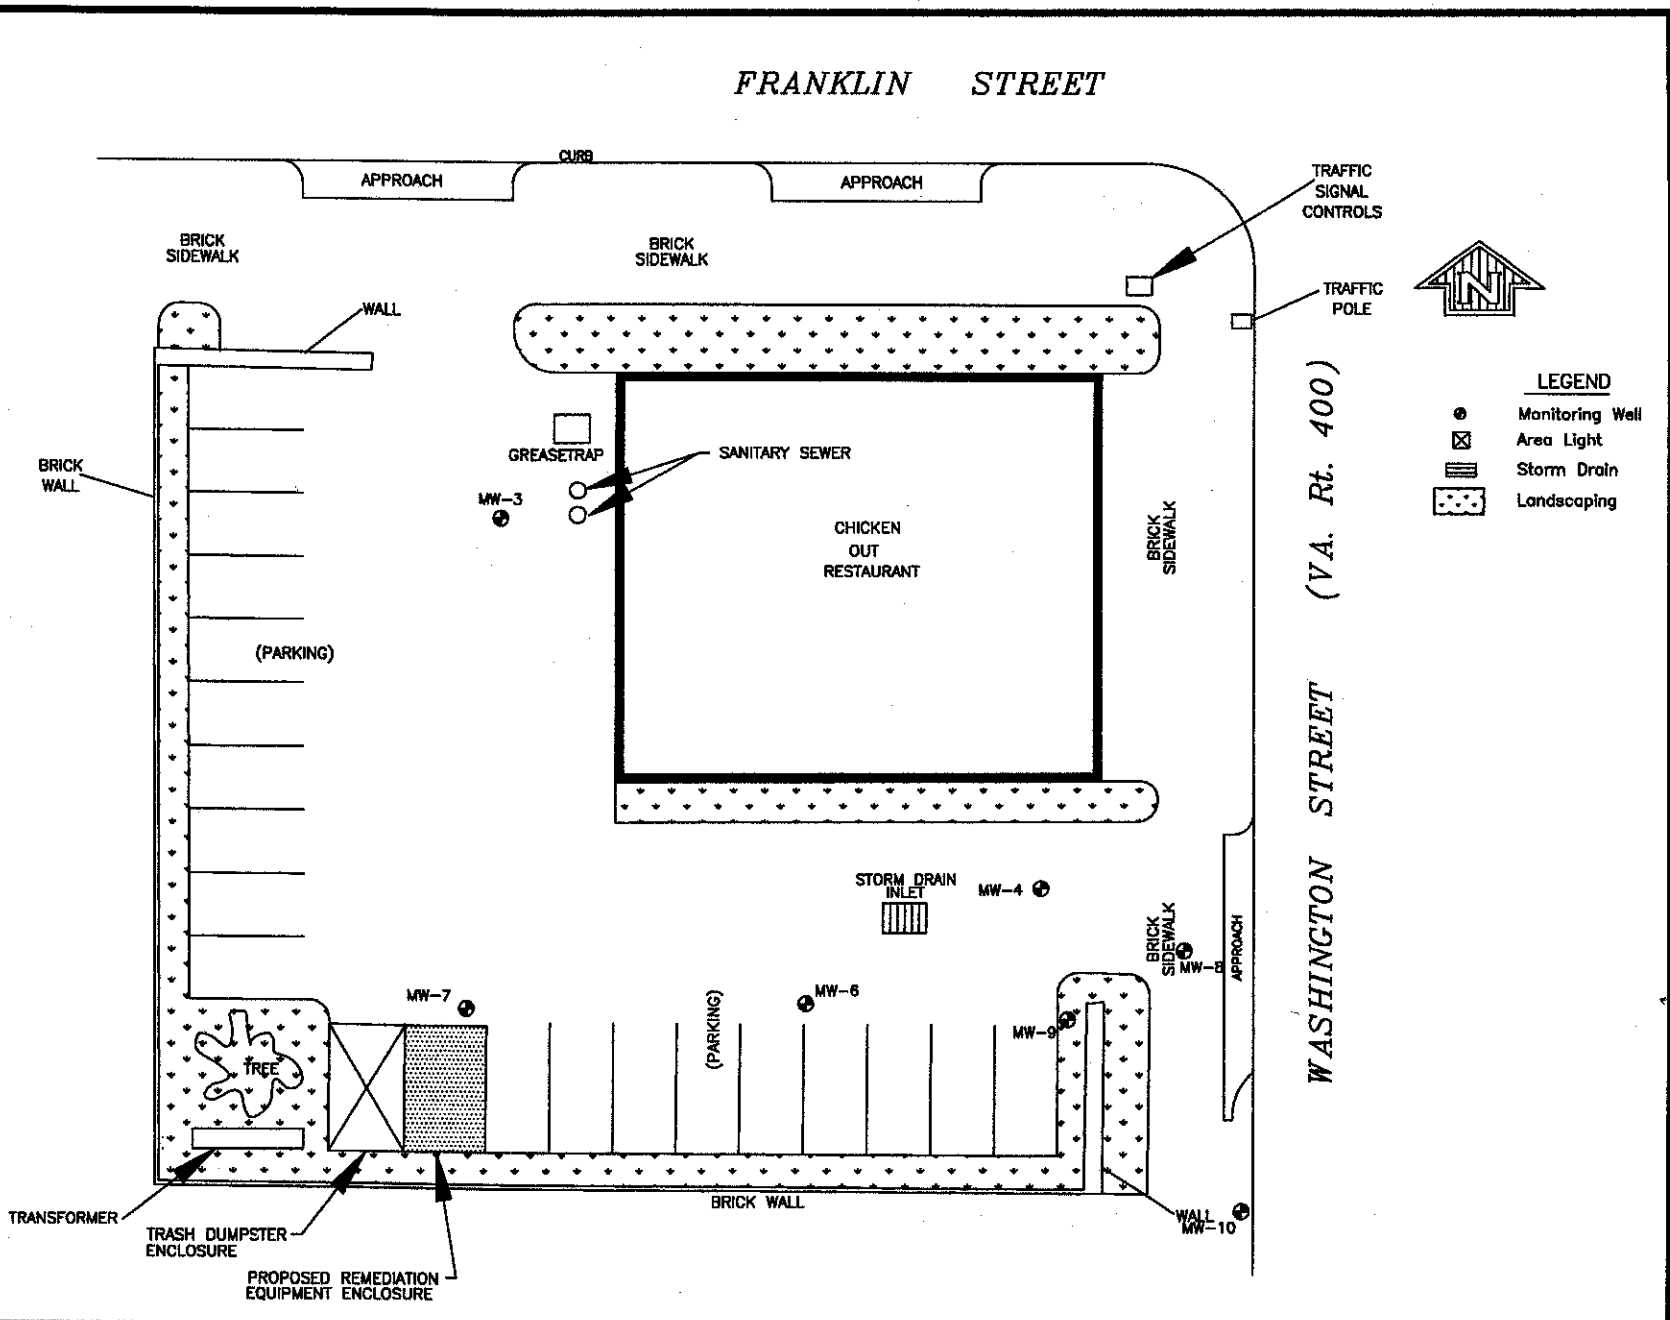 FRANKLIN STREET
CURB
APPROACH
APPROACH
TRAFFIC
SIGNAL
CONTROLS
BRICK
SIDEWALK
BRICK
SIDEWALK
N
TRAFFIC
POLE
WALL
LEGEND
Monitoring Well
Area Light
Storm Drain
Landscaping
WASHINGTON STREET (VA. Rt. 400)
GREASETRAP
SANITARY SEWER
BRICK
WALL
MW-3
CHICKEN
OUT
RESTAURANT
BRICK
SIDEWALK
(PARKING)
STORM DRAIN
INLET
MW-4
BRICK
SIDEWALK
MW-8
APPROACH
MW-7
MW-6
(PARKING)
MW-9
TREE
BRICK WALL
TRANSFORMER
TRASH DUMPSTER
ENCLOSURE
WALL
MW-10
PROPOSED REMEDIATION
EQUIPMENT ENCLOSURE